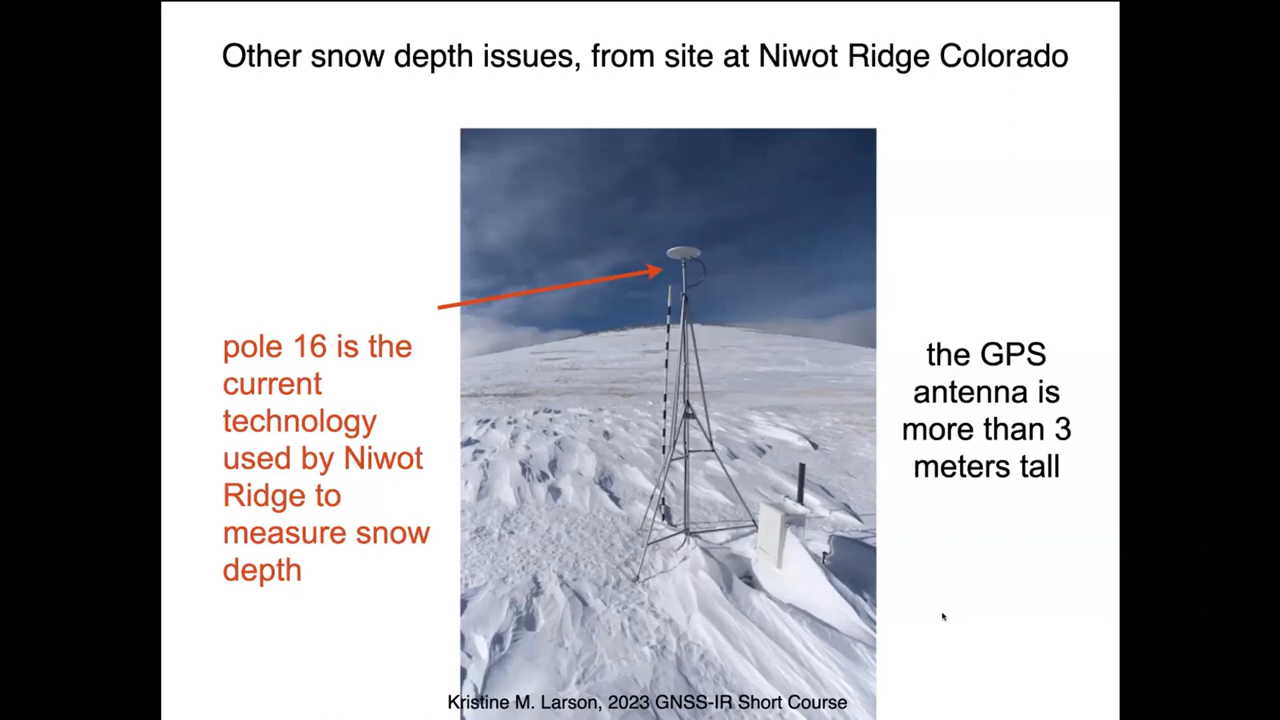 Other snow depth issues, from site at Niwot Ridge Colorado
pole 16 is the
current
technology
used by Niwot
Ridge to
measure snow
depth
the GPS
antenna is
more than 3
meters tall
Kristine M. Larson, 2023 GNSS-IR Short Course